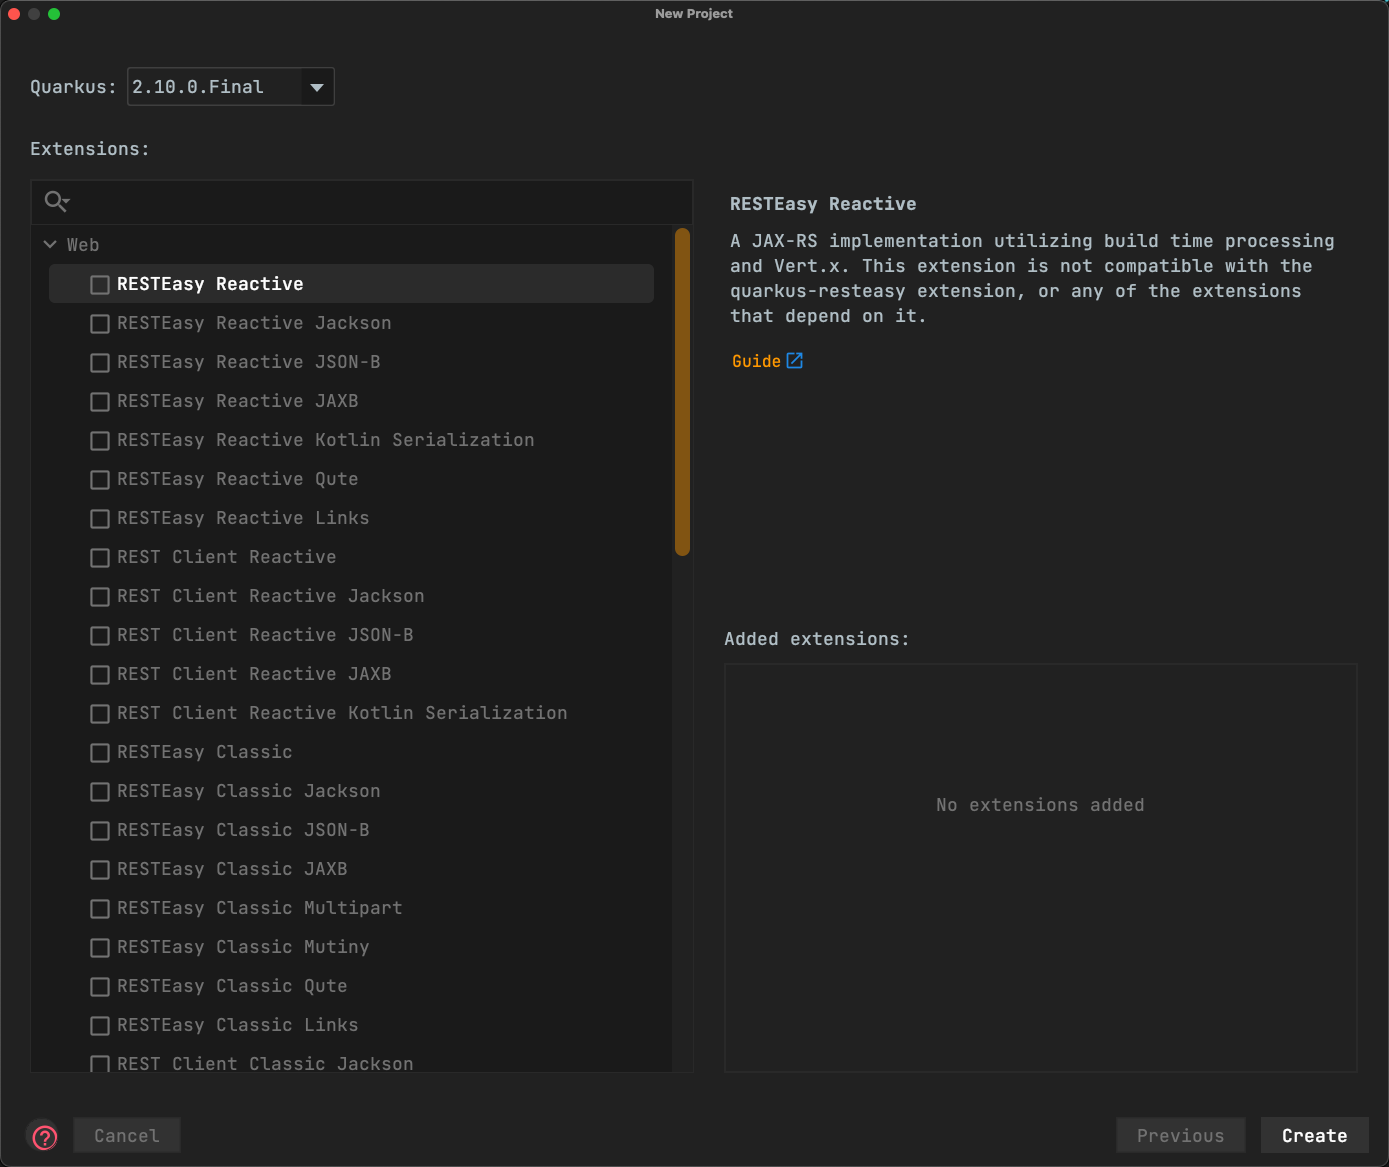 New Project
Quarkus: 2.10.0.Final
Extensions:
Web
RESTEasy Reactive
RESTEasy Reactive Jackson
RESTEasy Reactive JSON-B
RESTEasy Reactive JAXB
RESTEasy Reactive Kotlin Serialization
RESTEasy Reactive Qute
RESTEasy Reactive Links
REST Client Reactive
REST Client Reactive Jackson
REST Client Reactive JSON-B
REST Client Reactive JAXB
REST Client Reactive Kotlin Serialization
RESTEasy Classic
RESTEasy Classic Jackson
RESTEasy Classic JSON-B
RESTEasy Classic JAXB
RESTEasy Classic Multipart
RESTEasy Classic Mutiny
RESTEasy Classic Qute
RESTEasy Classic Links
REST Client Classic Jackson
RESTEasy Reactive
A JAX-RS implementation utilizing build time processing
and Vert.x. This extension is not compatible with the
quarkus-resteasy extension, or any of the extensions
that depend on it.
Guide
Added extensions:
No extensions added
?
Cancel
Previous
Create